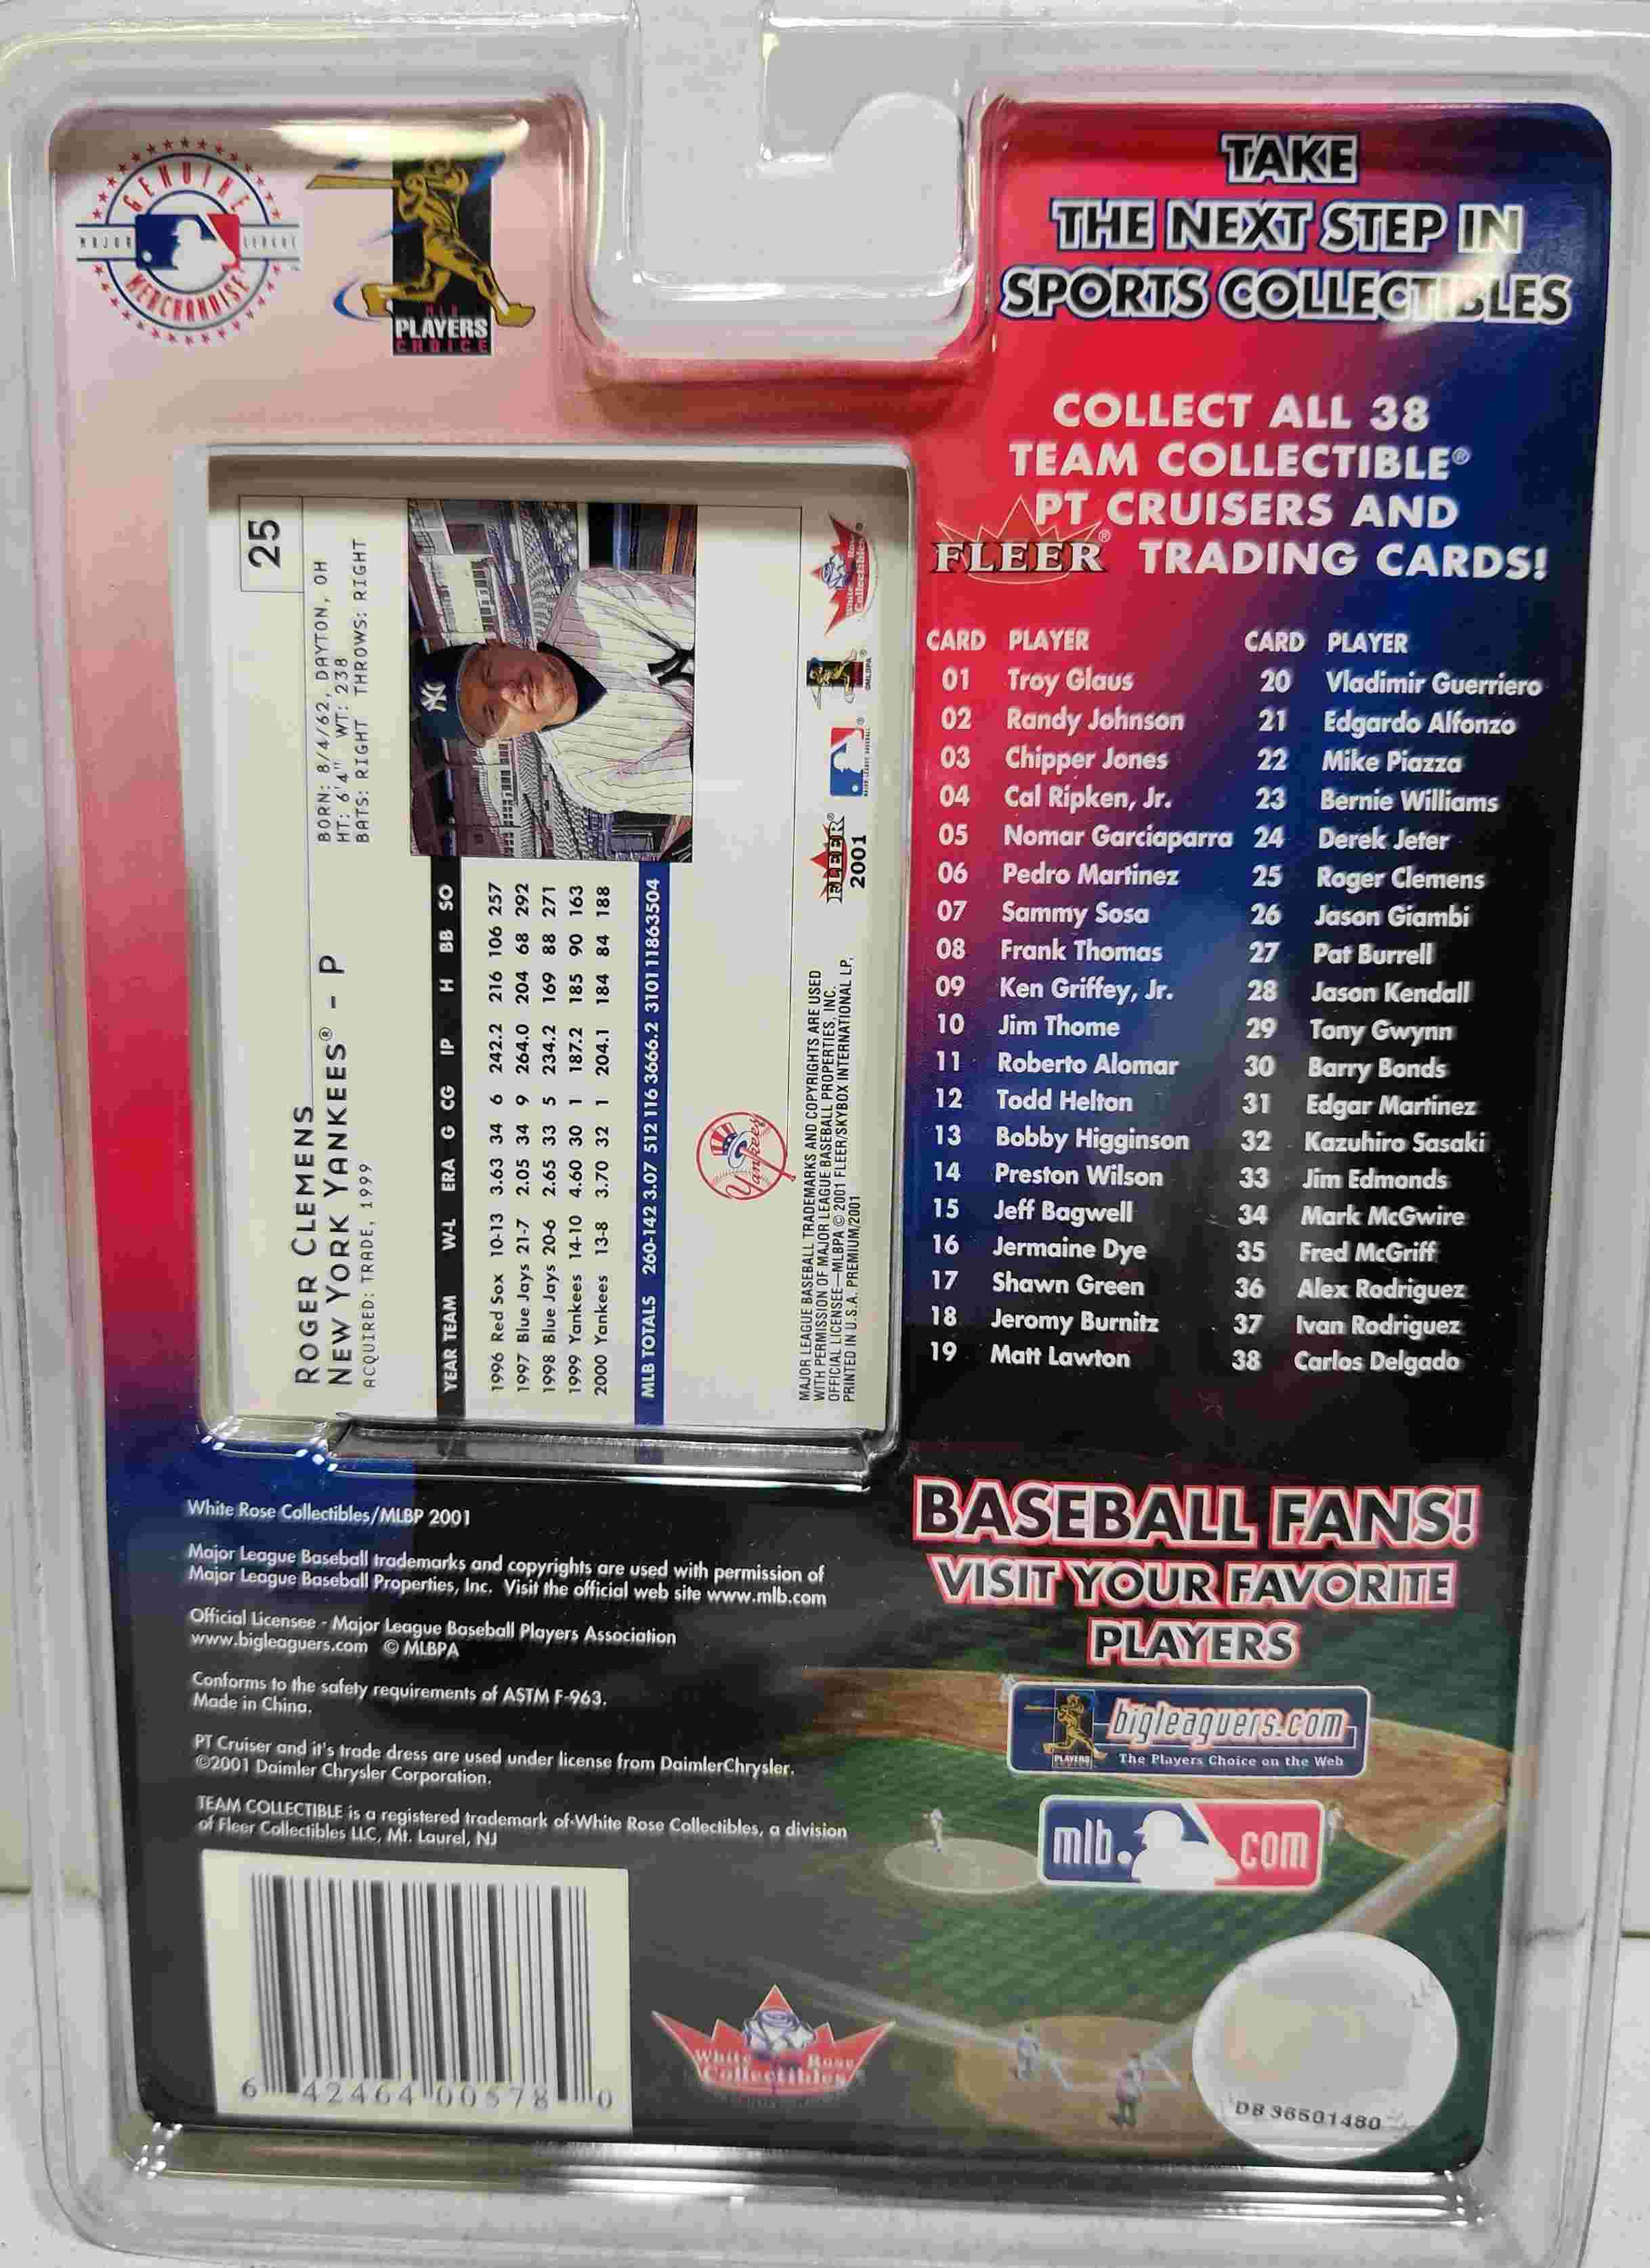 GENUINE
MAJOR LEAGUE
MERCHANDISE
MLB
PLAYERS
CHOICE
TAKE
THE NEXT STEP IN
SPORTS COLLECTIBLES
COLLECT ALL 38
TEAM COLLECTIBLE®
PT CRUISERS AND
FLEER® TRADING CARDS!
CARD PLAYER
01 Troy Glaus
02 Randy Johnson
03 Chipper Jones
04 Cal Ripken, Jr.
05 Nomar Garciaparra
06 Pedro Martinez
07 Sammy Sosa
08 Frank Thomas
09 Ken Griffey, Jr.
10 Jim Thome
11 Roberto Alomar
12 Todd Helton
13 Bobby Higginson
14 Preston Wilson
15 Jeff Bagwell
16 Jermaine Dye
17 Shawn Green
18 Jeromy Burnitz
19 Matt Lawton
CARD PLAYER
20 Vladimir Guerriero
21 Edgardo Alfonzo
22 Mike Piazza
23 Bernie Williams
24 Derek Jeter
25 Roger Clemens
26 Jason Giambi
27 Pat Burrell
28 Jason Kendall
29 Tony Gwynn
30 Barry Bonds
31 Edgar Martinez
32 Kazuhiro Sasaki
33 Jim Edmonds
34 Mark McGwire
35 Fred McGriff
36 Alex Rodriguez
37 Ivan Rodriguez
38 Carlos Delgado
25
ROGER CLEMENS
NEW YORK YANKEES® - P
ACQUIRED: TRADE, 1999
BORN: 8/4/62, DAYTON, OH
HT: 6'4" WT: 238
BATS: RIGHT THROWS: RIGHT
YEAR TEAM W-L ERA G CG IP H BB SO
1996 Red Sox 10-13 3.63 34 6 242.2 216 106 257
1997 Blue Jays 21-7 2.05 34 9 264.0 204 68 292
1998 Blue Jays 20-6 2.65 33 5 234.2 169 88 271
1999 Yankees 14-10 4.60 30 1 187.2 185 90 163
2000 Yankees 13-8 3.70 32 1 204.1 184 84 188
MLB TOTALS 260-142 3.07 512 116 3666.2 3101 1186 3504
NY
Yankees
MAJOR LEAGUE BASEBALL TRADEMARKS AND COPYRIGHTS ARE USED
WITH PERMISSION OF MAJOR LEAGUE BASEBALL PROPERTIES, INC.
OFFICIAL LICENSEE—MLBPA © 2001 FLEER/SKYBOX INTERNATIONAL LP,
PRINTED IN U.S.A. PREMIUM/2001
FLEER®
2001
White Rose
Collectibles
White Rose Collectibles/MLBP 2001
Major League Baseball trademarks and copyrights are used with permission of
Major League Baseball Properties, Inc. Visit the official web site www.mlb.com
Official Licensee - Major League Baseball Players Association
www.bigleaguers.com © MLBPA
Conforms to the safety requirements of ASTM F-963.
Made in China.
PT Cruiser and it's trade dress are used under license from DaimlerChrysler.
©2001 Daimler Chrysler Corporation.
TEAM COLLECTIBLE is a registered trademark of White Rose Collectibles, a division
of Fleer Collectibles LLC, Mt. Laurel, NJ
6 42464 00578 0
White Rose
Collectibles
BASEBALL FANS!
VISIT YOUR FAVORITE
PLAYERS
PLAYERS
bigleaguers.com
The Players Choice on the Web
mlb.com
DB 36501480